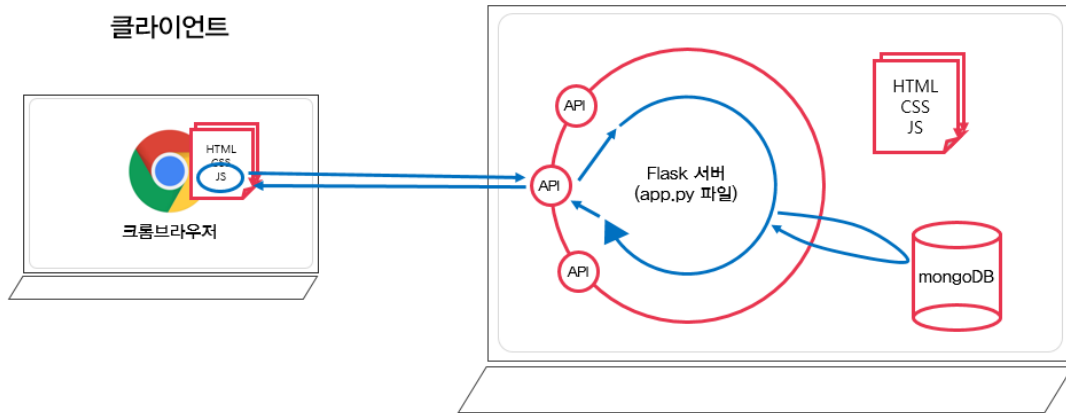 클라이언트
HTML
CSS
JS
크롬브라우저
API
API
API
Flask 서버
(app.py 파일)
HTML
CSS
JS
mongoDB